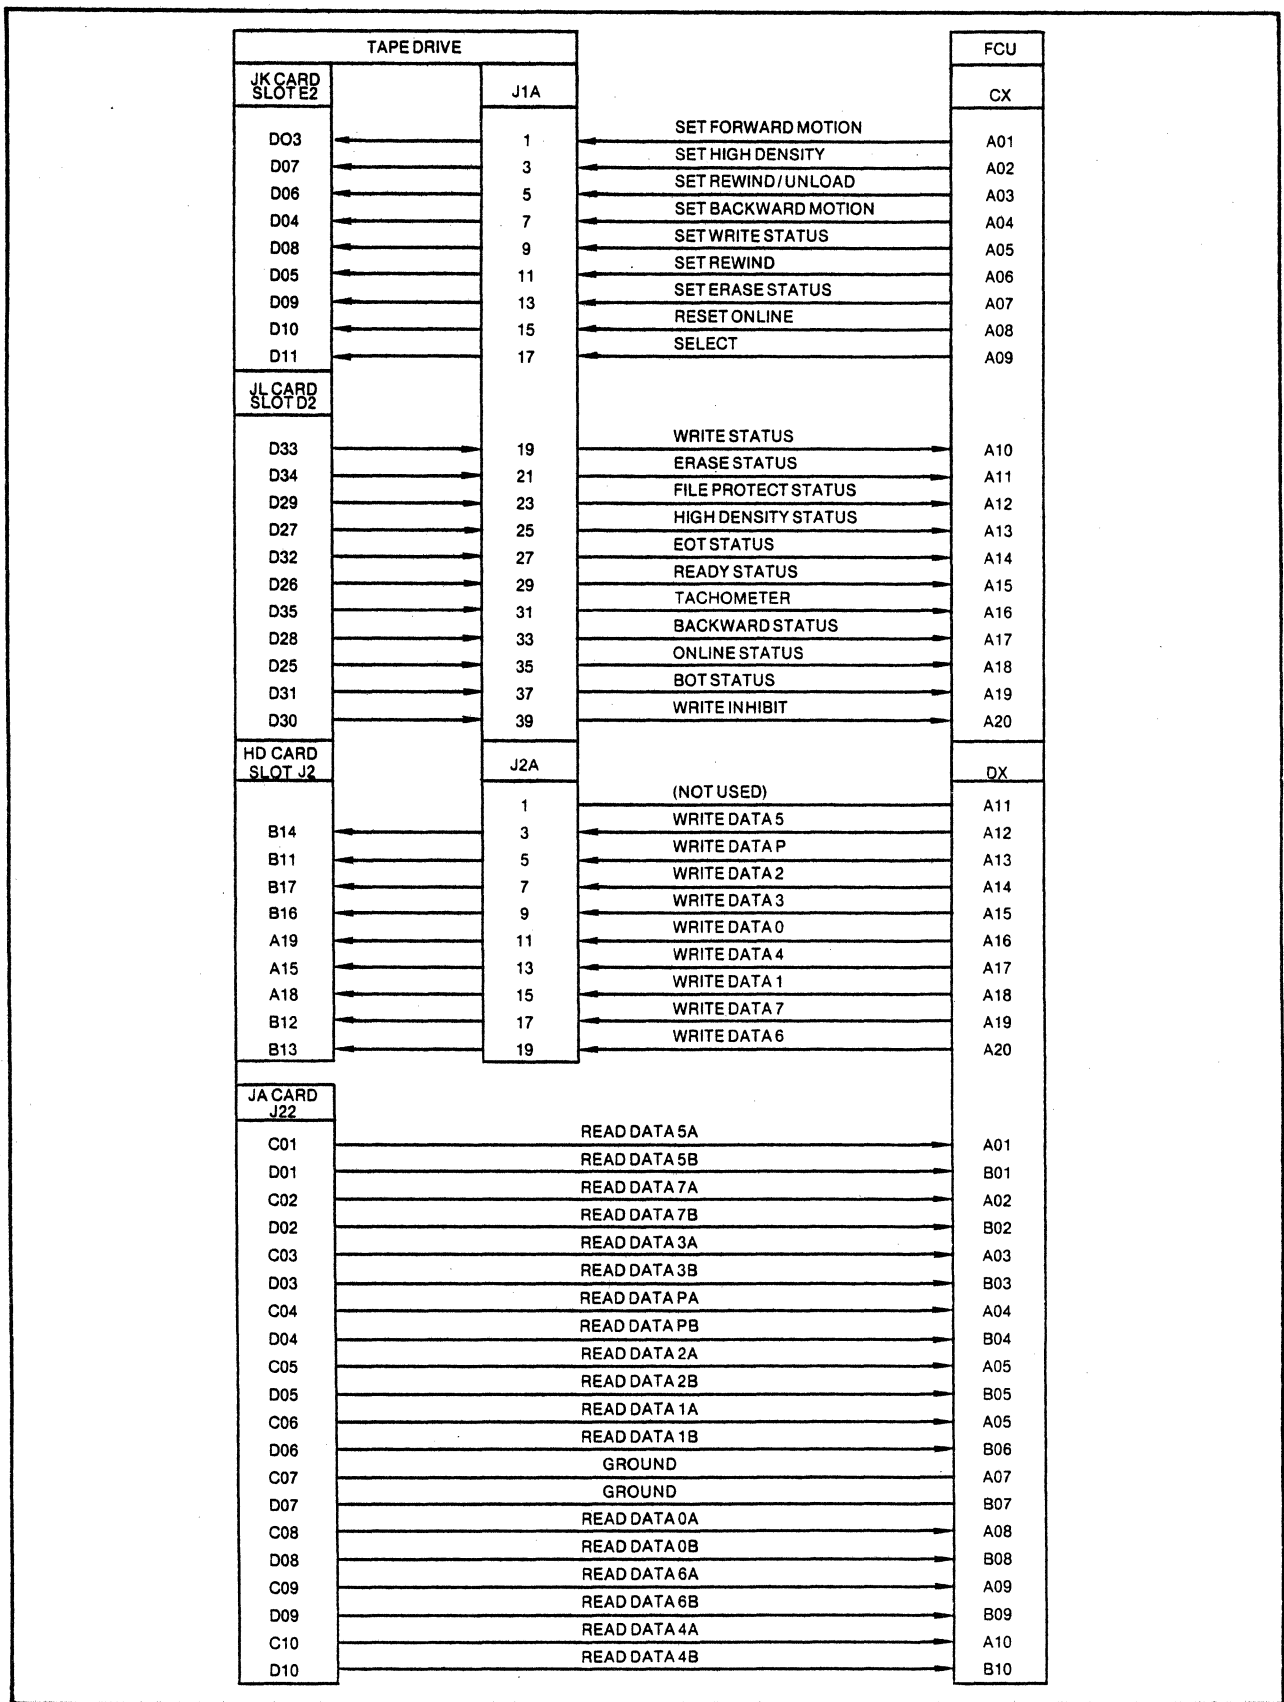 TAPE DRIVE FCU
JK CARD
SLOT E2 J1A CX
SET FORWARD MOTION
DO3 1 A01
SET HIGH DENSITY
D07 3 A02
SET REWIND/UNLOAD
D06 5 A03
SET BACKWARD MOTION
D04 7 A04
SET WRITE STATUS
D08 9 A05
SET REWIND
D05 11 A06
SET ERASE STATUS
D09 13 A07
RESET ONLINE
D10 15 A08
SELECT
D11 17 A09
JL CARD
SLOT D2
WRITE STATUS
D33 19 A10
ERASE STATUS
D34 21 A11
FILE PROTECT STATUS
D29 23 A12
HIGH DENSITY STATUS
D27 25 A13
EOT STATUS
D32 27 A14
READY STATUS
D26 29 A15
TACHOMETER
D35 31 A16
BACKWARD STATUS
D28 33 A17
ONLINE STATUS
D25 35 A18
BOT STATUS
D31 37 A19
WRITE INHIBIT
D30 39 A20
HD CARD
SLOT J2 J2A DX
(NOT USED)
1 A11
WRITE DATA 5
B14 3 A12
WRITE DATA P
B11 5 A13
WRITE DATA 2
B17 7 A14
WRITE DATA 3
B16 9 A15
WRITE DATA 0
A19 11 A16
WRITE DATA 4
A15 13 A17
WRITE DATA 1
A18 15 A18
WRITE DATA 7
B12 17 A19
WRITE DATA 6
B13 19 A20
JA CARD
J22
READ DATA 5A
C01 A01
READ DATA 5B
D01 B01
READ DATA 7A
C02 A02
READ DATA 7B
D02 B02
READ DATA 3A
C03 A03
READ DATA 3B
D03 B03
READ DATA PA
C04 A04
READ DATA PB
D04 B04
READ DATA 2A
C05 A05
READ DATA 2B
D05 B05
READ DATA 1A
C06 A05
READ DATA 1B
D06 B06
GROUND
C07 A07
GROUND
D07 B07
READ DATA 0A
C08 A08
READ DATA 0B
D08 B08
READ DATA 6A
C09 A09
READ DATA 6B
D09 B09
READ DATA 4A
C10 A10
READ DATA 4B
D10 B10